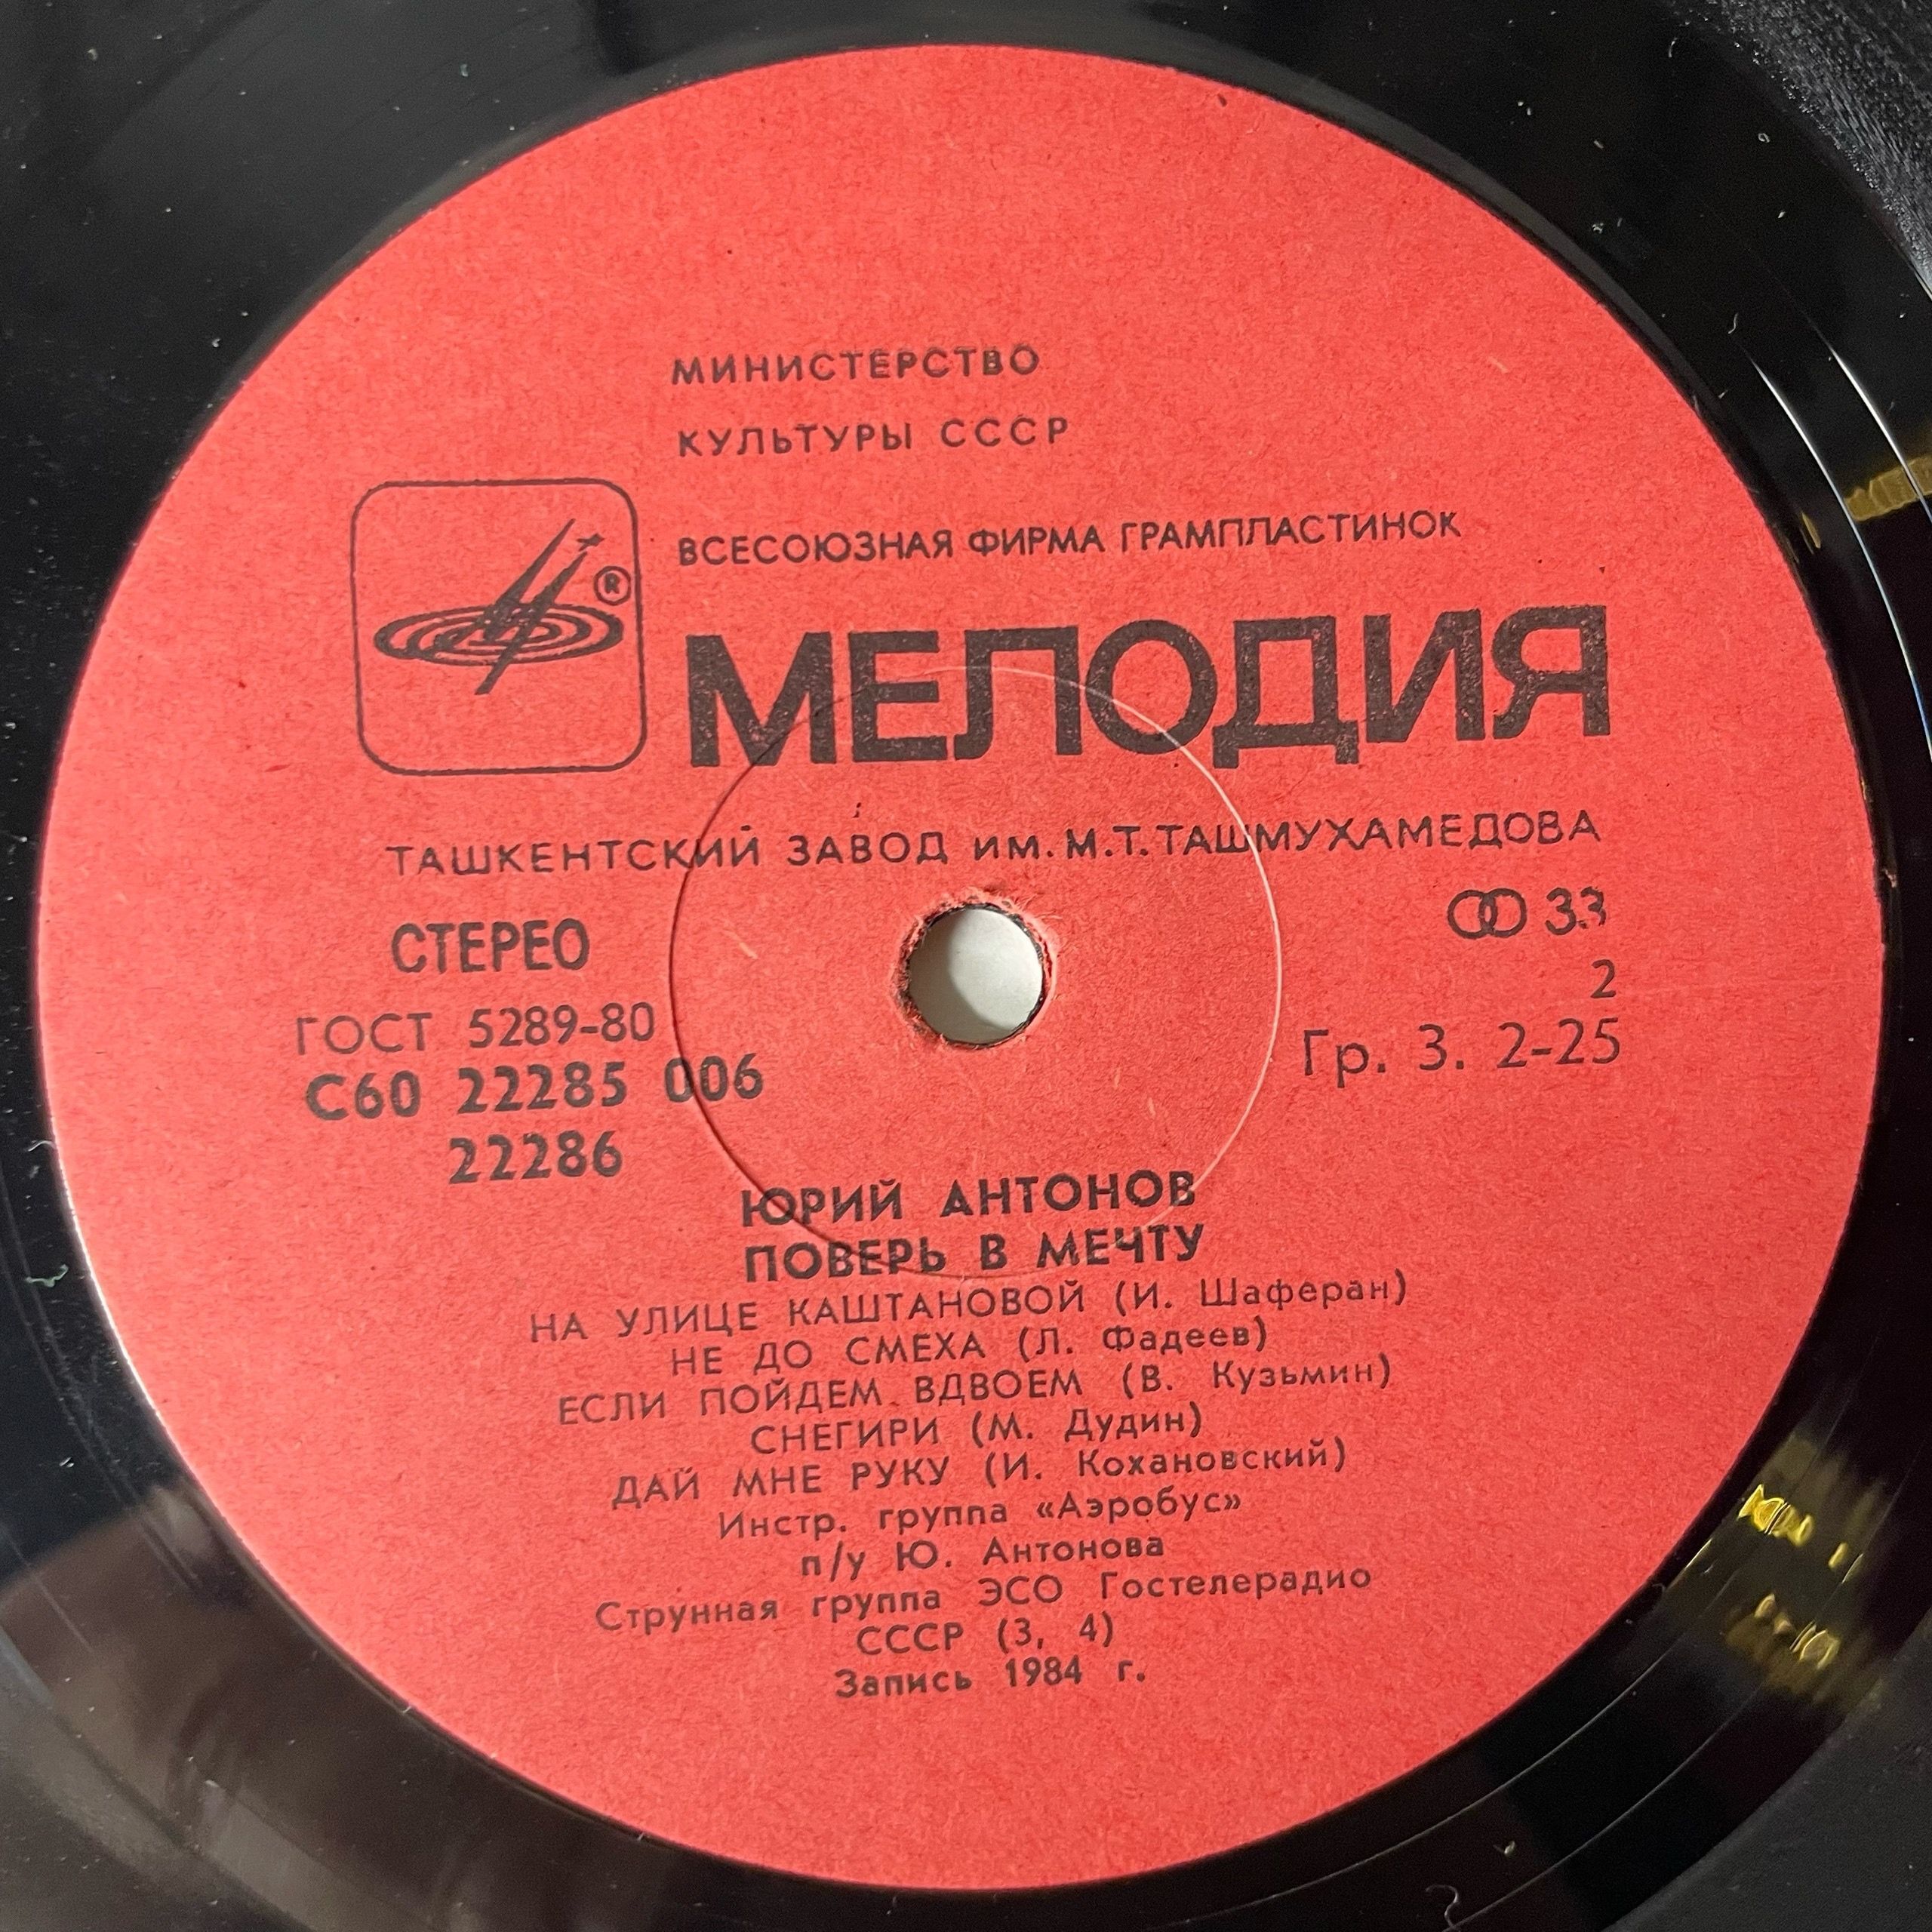 МИНИСТЕРСТВО
КУЛЬТУРЫ СССР
ВСЕСОЮЗНАЯ ФИРМА ГРАМПЛАСТИНОК
®
МЕЛОДИЯ
ТАШКЕНТСКИЙ ЗАВОД ИМ. М.Т. ТАШМУХАМЕДОВА
СТЕРЕО
33
2
ГОСТ 5289-80
Гр. 3. 2-25
С60 22285 006
22286
ЮРИЙ АНТОНОВ
ПОВЕРЬ В МЕЧТУ
НА УЛИЦЕ КАШТАНОВОЙ (И. Шаферан)
НЕ ДО СМЕХА (Л. Фадеев)
ЕСЛИ ПОЙДЕМ ВДВОЕМ (В. Кузьмин)
СНЕГИРИ (М. Дудин)
ДАЙ МНЕ РУКУ (И. Кохановский)
Инстр. группа «Аэробус»
п/у Ю. Антонова
Струнная группа ЭСО Гостелерадио
СССР (3, 4)
Запись 1984 г.